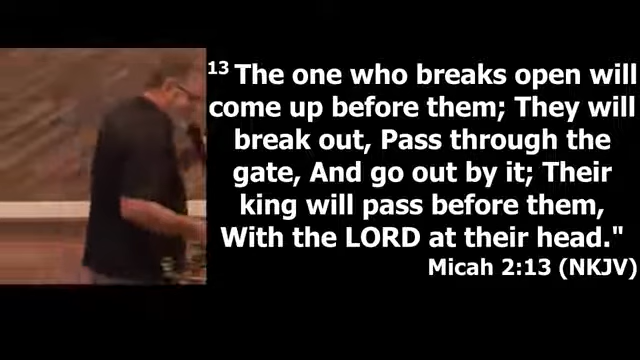 13 The one who breaks open will
come up before them; They will
break out, Pass through the
gate, And go out by it; Their
king will pass before them,
With the LORD at their head."
Micah 2:13 (NKJV)